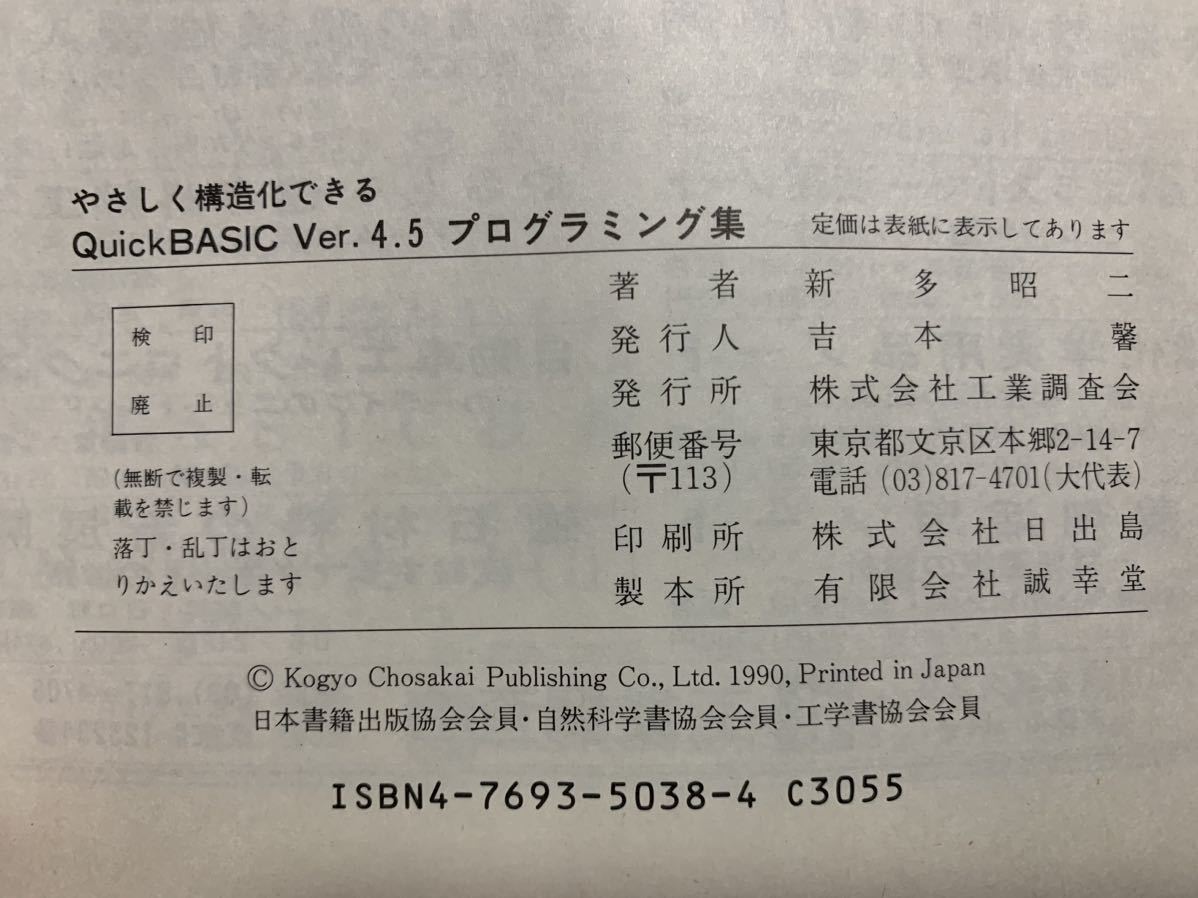 やさしく構造化できる
QuickBASIC Ver.4.5 プログラミング集 定価は表紙に表示してあります
検印
廃止
(無断で複製・転
載を禁じます)
落丁・乱丁はおと
りかえいたします
著者 新多昭二
発行人 吉本馨
発行所 株式会社工業調査会
郵便番号 東京都文京区本郷2-14-7
(〒113) 電話 (03)817-4701(大代表)
印刷所 株式会社日出島
製本所 有限会社誠幸堂
© Kogyo Chosakai Publishing Co., Ltd. 1990, Printed in Japan
日本書籍出版協会会員・自然科学書協会会員・工学書協会会員
ISBN4-7693-5038-4 C3055